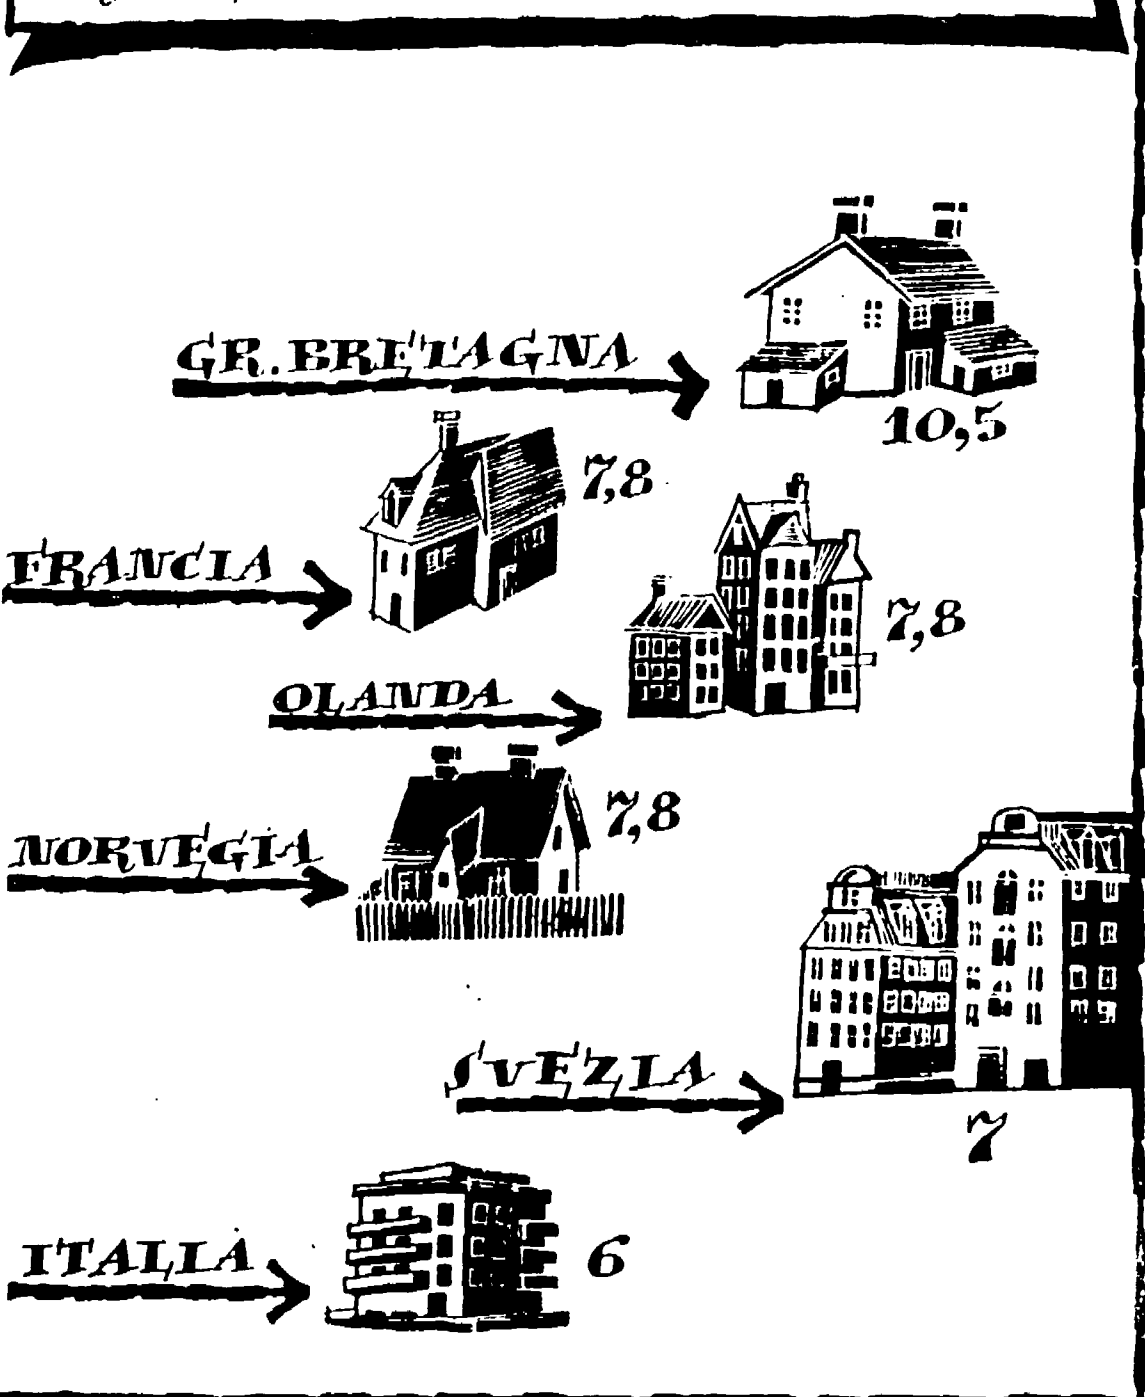 GR. BRETAGNA
10,5
7,8
FRANCIA
7,8
OLANDA
7,8
NORVEGIA
SVEZIA
7
ITALIA
6